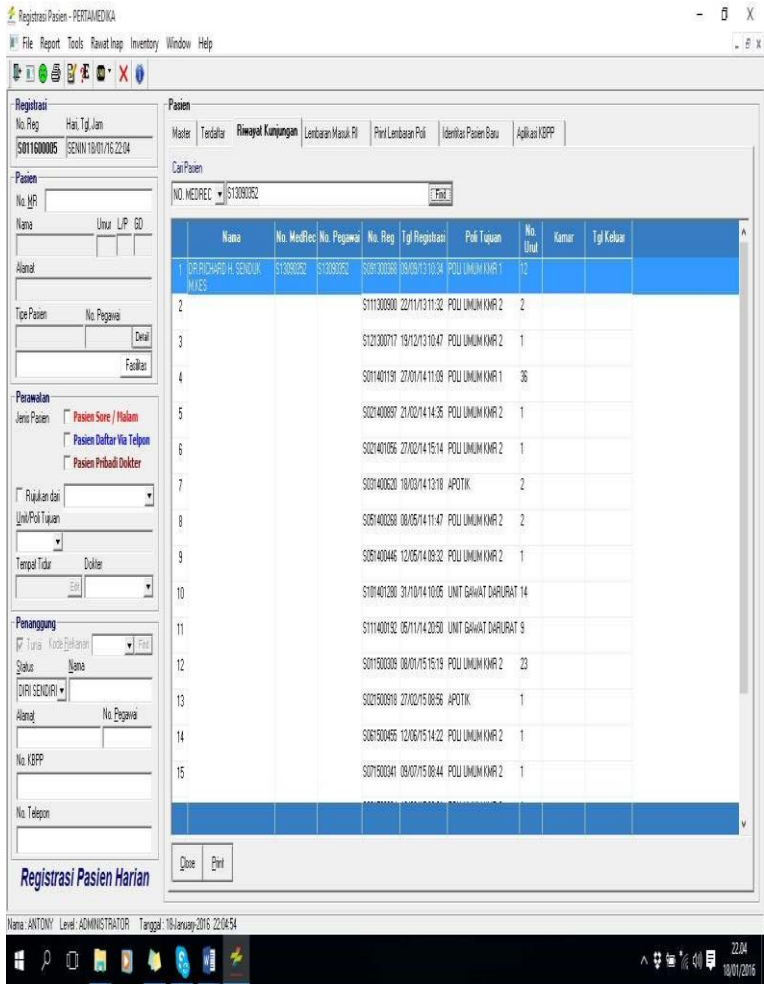 Registrasi Pasien - PERTAMEDIKA
File Report Tools Rawat Inap Inventory Window Help
Registrasi
No. Reg Hari, Tgl, Jam
S011600005 SENIN 18/01/16 22:04
Pasien
No. MR
Nama Umur L/P GD
Alamat
Tipe Pasien No. Pegawai
Detail
Fasilitas
Perawatan
Jenis Pasien Pasien Sore / Malam
Pasien Daftar Via Telpon
Pasien Pribadi Dokter
Rujukan dari
Unit/Poli Tujuan
Tempat Tidur Dokter
Edit
Penanggung
Tunai Kode Rekanan Find
Status Nama
DIRI SENDIRI
Alamat No. Pegawai
No. KBPP
No. Telepon
Registrasi Pasien Harian
Pasien
Master Terdaftar Riwayat Kunjungan Lembaran Masuk RI Print Lembaran Poli Identitas Pasien Baru Aplikasi KBPP
Cari Pasien
NO. MEDREC S13090352 Find
Nama No. MedRec No. Pegawai No. Reg Tgl Registrasi Poli Tujuan No. Urut Kamar Tgl Keluar
1 DR.RICHARD H. SENDUK M.KES S13090352 S13090352 S091300368 09/09/13 10:34 POLI UMUM KMR 1 12
2 S111300900 22/11/13 11:32 POLI UMUM KMR 2 2
3 S121300717 19/12/13 10:47 POLI UMUM KMR 2 1
4 S011401191 27/01/14 11:09 POLI UMUM KMR 1 36
5 S021400897 21/02/14 14:35 POLI UMUM KMR 2 1
6 S021401056 27/02/14 15:14 POLI UMUM KMR 2 1
7 S031400620 18/03/14 13:18 APOTIK 2
8 S051400268 08/05/14 11:47 POLI UMUM KMR 2 2
9 S051400446 12/05/14 09:32 POLI UMUM KMR 2 1
10 S101401280 31/10/14 10:05 UNIT GAWAT DARURAT 14
11 S111400192 05/11/14 20:50 UNIT GAWAT DARURAT 9
12 S011500309 08/01/15 15:19 POLI UMUM KMR 2 23
13 S021500918 27/02/15 08:56 APOTIK 1
14 S061500455 12/06/15 14:22 POLI UMUM KMR 2 1
15 S071500341 09/07/15 08:44 POLI UMUM KMR 2 1
Close Print
Nama : ANTONY Level : ADMINISTRATOR Tanggal : 18-January-2016 22:04:54
22.04
18/01/2016